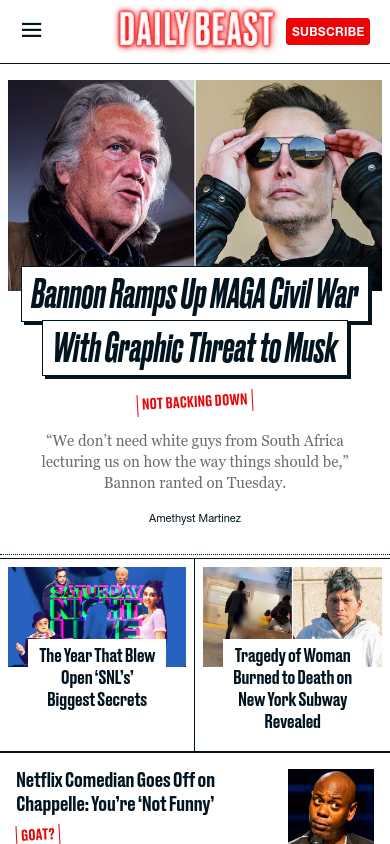 DAILY BEAST
SUBSCRIBE
Bannon Ramps Up MAGA Civil War
With Graphic Threat to Musk
NOT BACKING DOWN
“We don’t need white guys from South Africa
lecturing us on how the way things should be,”
Bannon ranted on Tuesday.
Amethyst Martinez
SATURDAY
NIGHT
LIVE
The Year That Blew
Open ‘SNL’s’
Biggest Secrets
Tragedy of Woman
Burned to Death on
New York Subway
Revealed
Netflix Comedian Goes Off on
Chappelle: You’re ‘Not Funny’
GOAT?